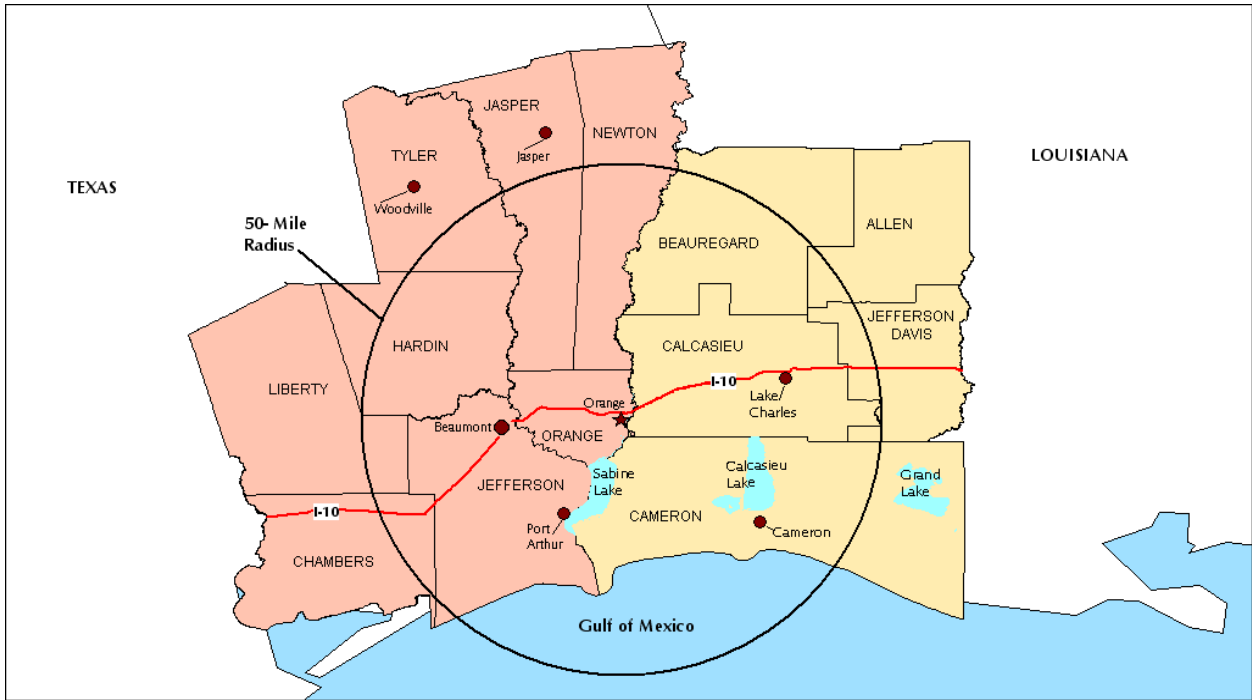 JASPER
NEWTON
Jasper
TYLER
LOUISIANA
TEXAS
Woodville
50- Mile
Radius
ALLEN
BEAUREGARD
JEFFERSON
DAVIS
HARDIN
CALCASIEU
LIBERTY
I-10
Lake
Charles
Orange
Beaumont
ORANGE
Sabine
Lake
Calcasieu
Lake
Grand
Lake
JEFFERSON
I-10
CAMERON
Port
Arthur
Cameron
CHAMBERS
Gulf of Mexico